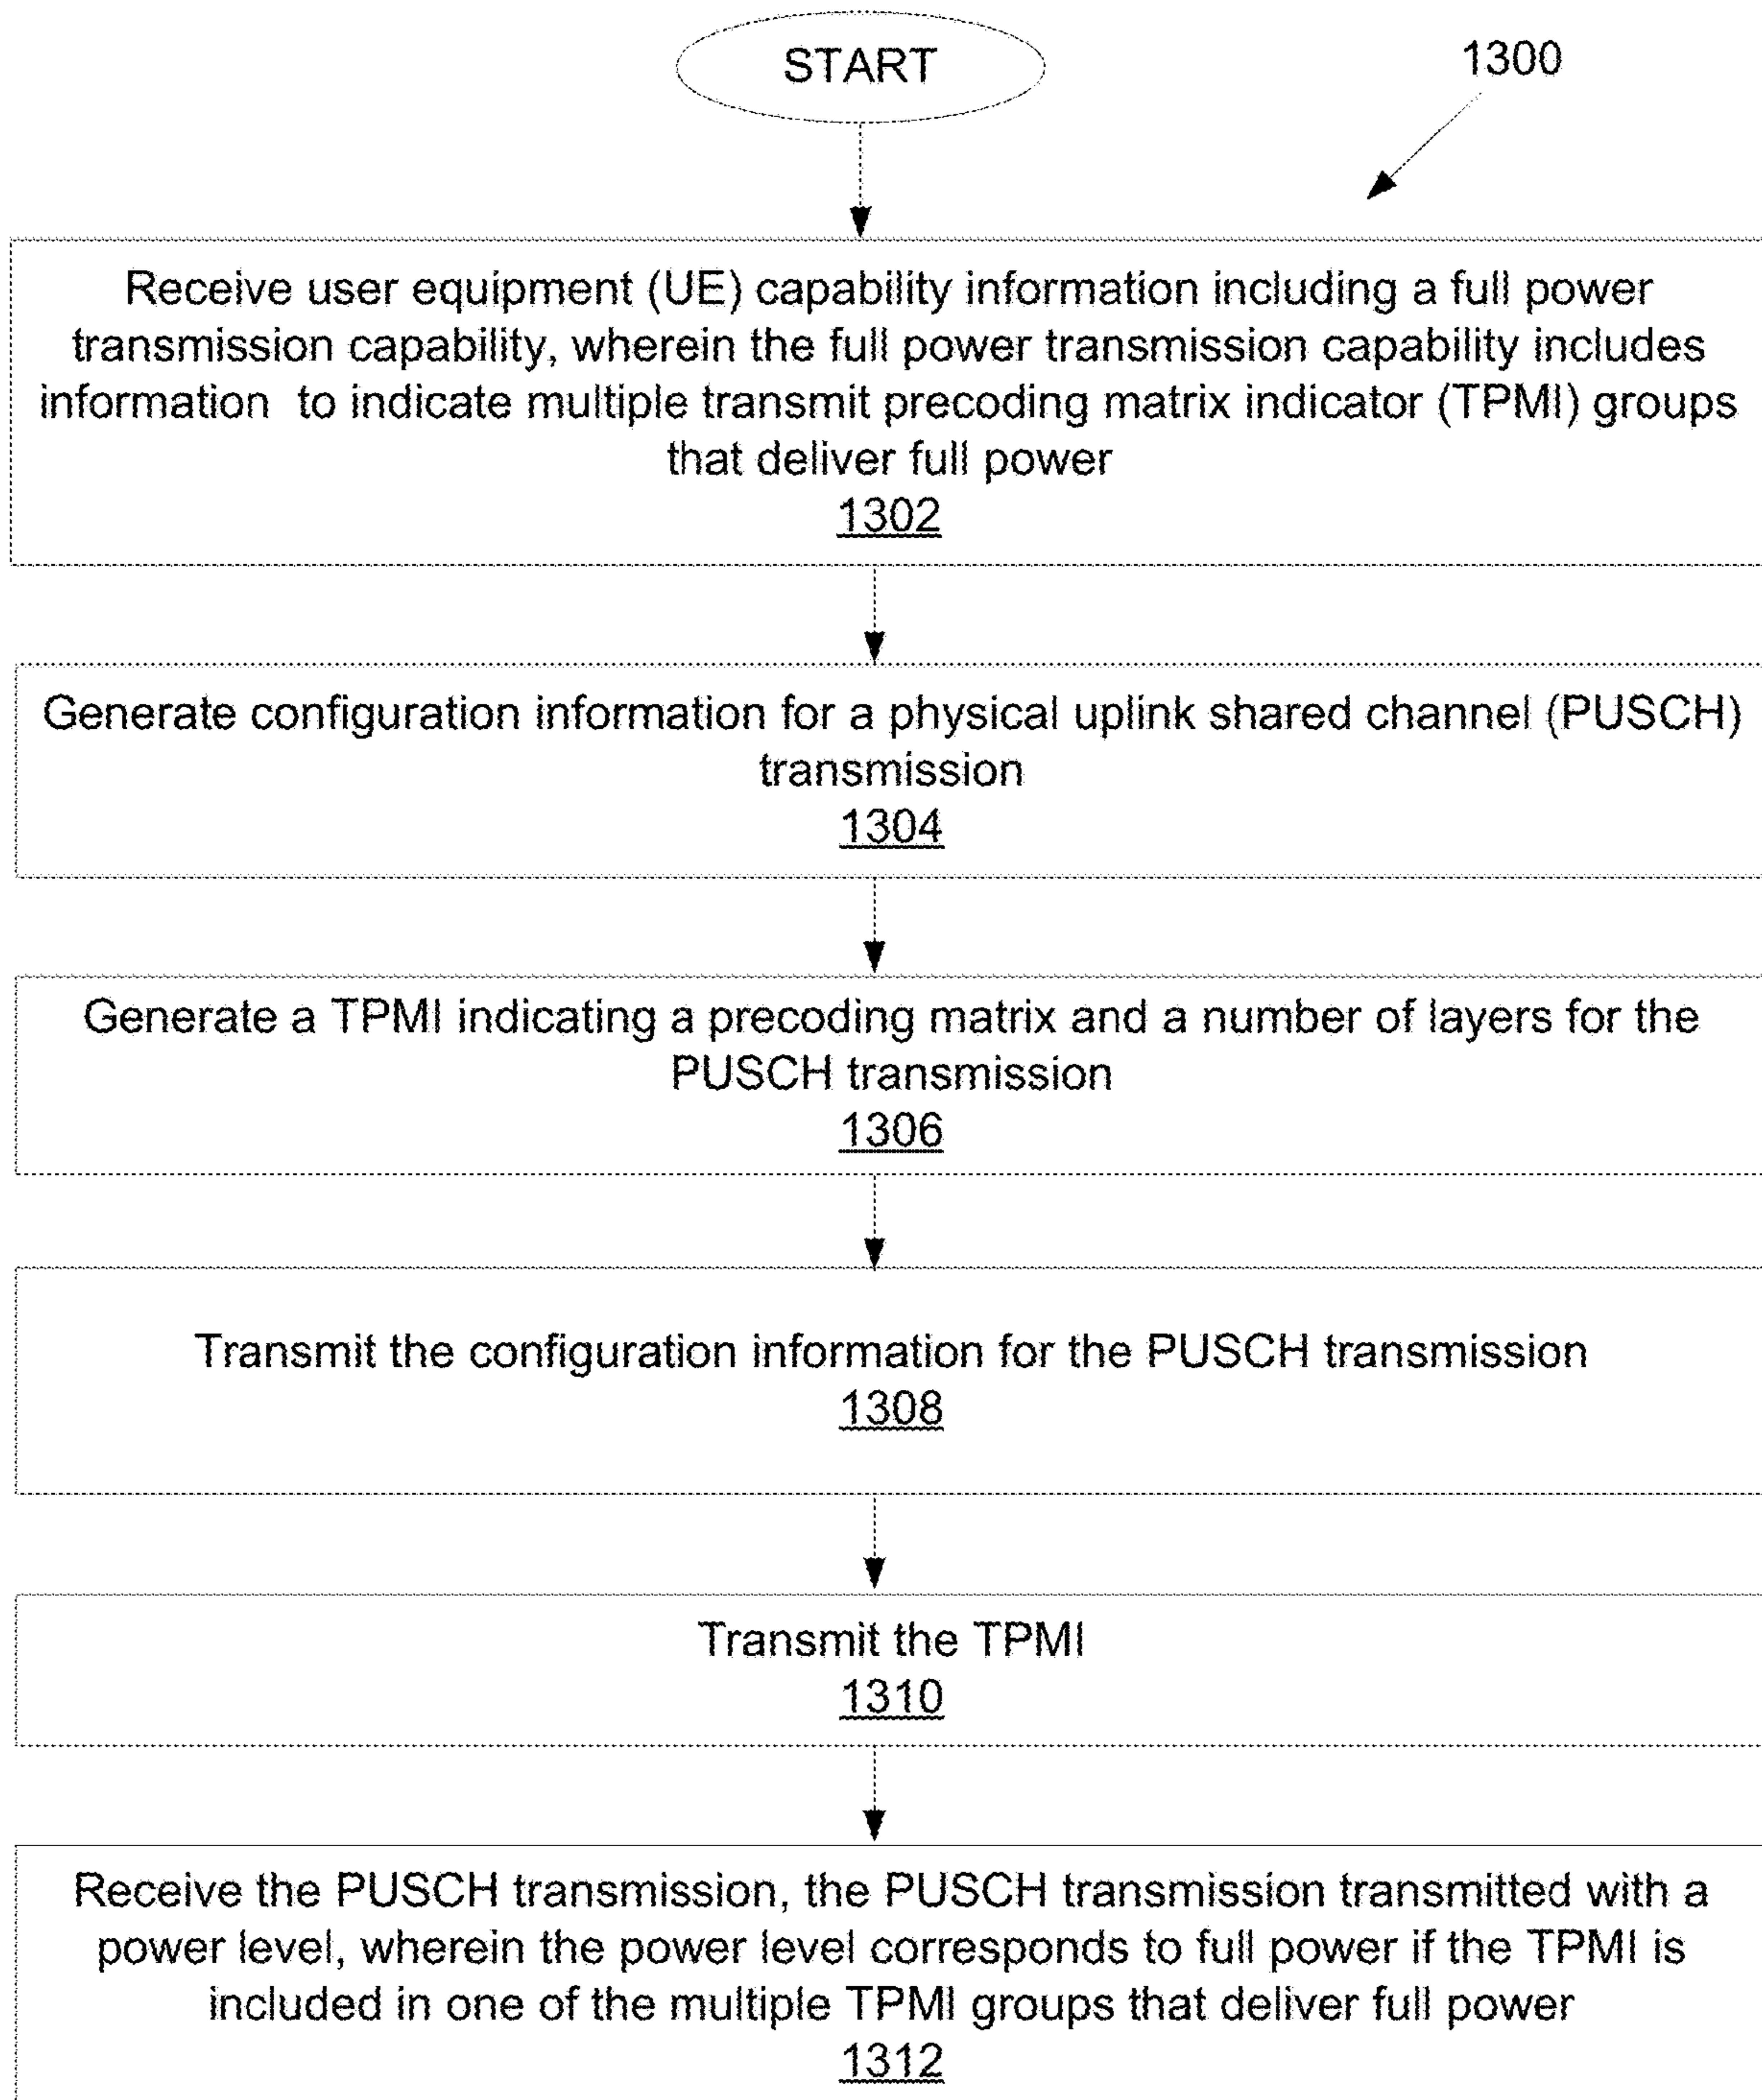 START
1300
Receive user equipment (UE) capability information including a full power
transmission capability, wherein the full power transmission capability includes
information to indicate multiple transmit precoding matrix indicator (TPMI) groups
that deliver full power
1302
Generate configuration information for a physical uplink shared channel (PUSCH)
transmission
1304
Generate a TPMI indicating a precoding matrix and a number of layers for the
PUSCH transmission
1306
Transmit the configuration information for the PUSCH transmission
1308
Transmit the TPMI
1310
Receive the PUSCH transmission, the PUSCH transmission transmitted with a
power level, wherein the power level corresponds to full power if the TPMI is
included in one of the multiple TPMI groups that deliver full power
1312